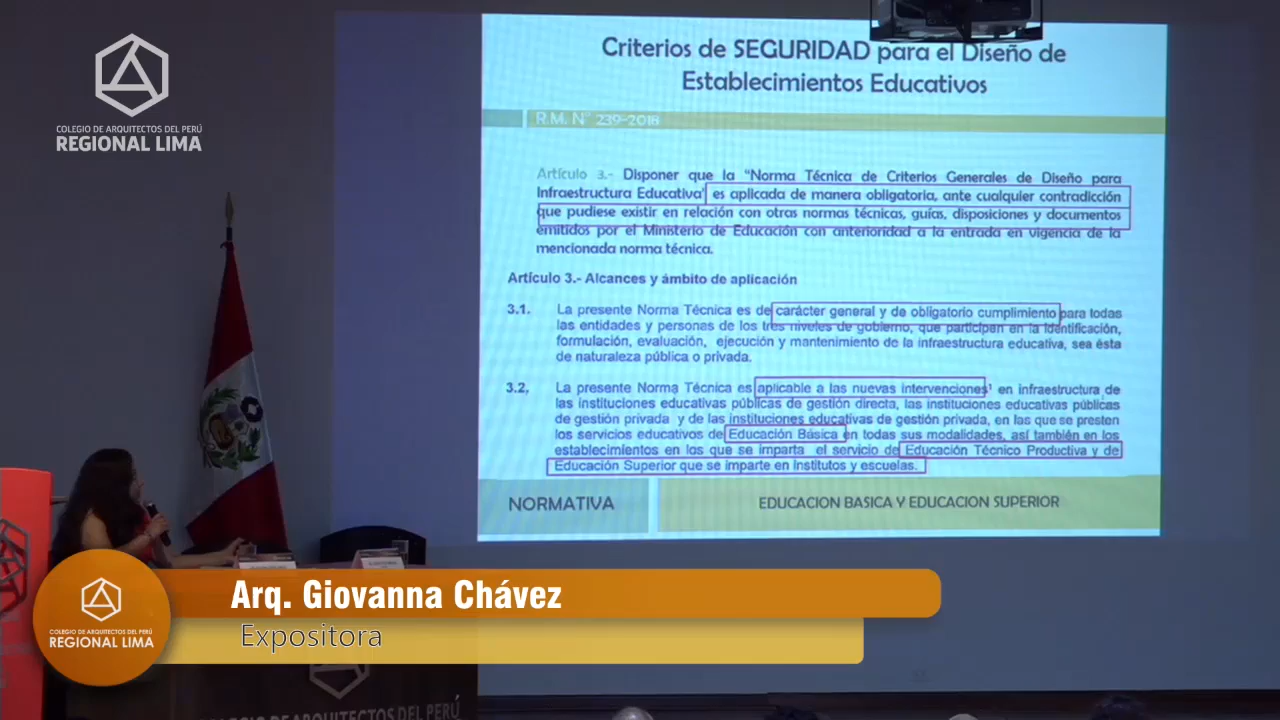 COLEGIO DE ARQUITECTOS DEL PERÚ
REGIONAL LIMA
Criterios de SEGURIDAD para el Diseño de
Establecimientos Educativos
R.M. N° 239-2018
Artículo 3.- Disponer que la "Norma Técnica de Criterios Generales de Diseño para
Infraestructura Educativa" es aplicada de manera obligatoria, ante cualquier contradicción
que pudiese existir en relación con otras normas técnicas, guías, disposiciones y documentos
emitidos por el Ministerio de Educación con anterioridad a la entrada en vigencia de la
mencionada norma técnica.
Artículo 3.- Alcances y ámbito de aplicación
3.1. La presente Norma Técnica es de carácter general y de obligatorio cumplimiento para todas
las entidades y personas de los tres niveles de gobierno, que participen en la identificación,
formulación, evaluación, ejecución y mantenimiento de la infraestructura educativa, sea ésta
de naturaleza pública o privada.
3.2. La presente Norma Técnica es aplicable a las nuevas intervenciones¹ en infraestructura de
las instituciones educativas públicas de gestión directa, las instituciones educativas públicas
de gestión privada y de las instituciones educativas de gestión privada, en las que se presten
los servicios educativos de Educación Básica en todas sus modalidades, así también en los
establecimientos en los que se imparta el servicio de Educación Técnico Productiva y de
Educación Superior que se imparte en institutos y escuelas.
NORMATIVA
EDUCACION BASICA Y EDUCACION SUPERIOR
Arq. Giovanna Chávez
Expositora
COLEGIO DE ARQUITECTOS DEL PERÚ
REGIONAL LIMA
COLEGIO DE ARQUITECTOS DEL PERÚ